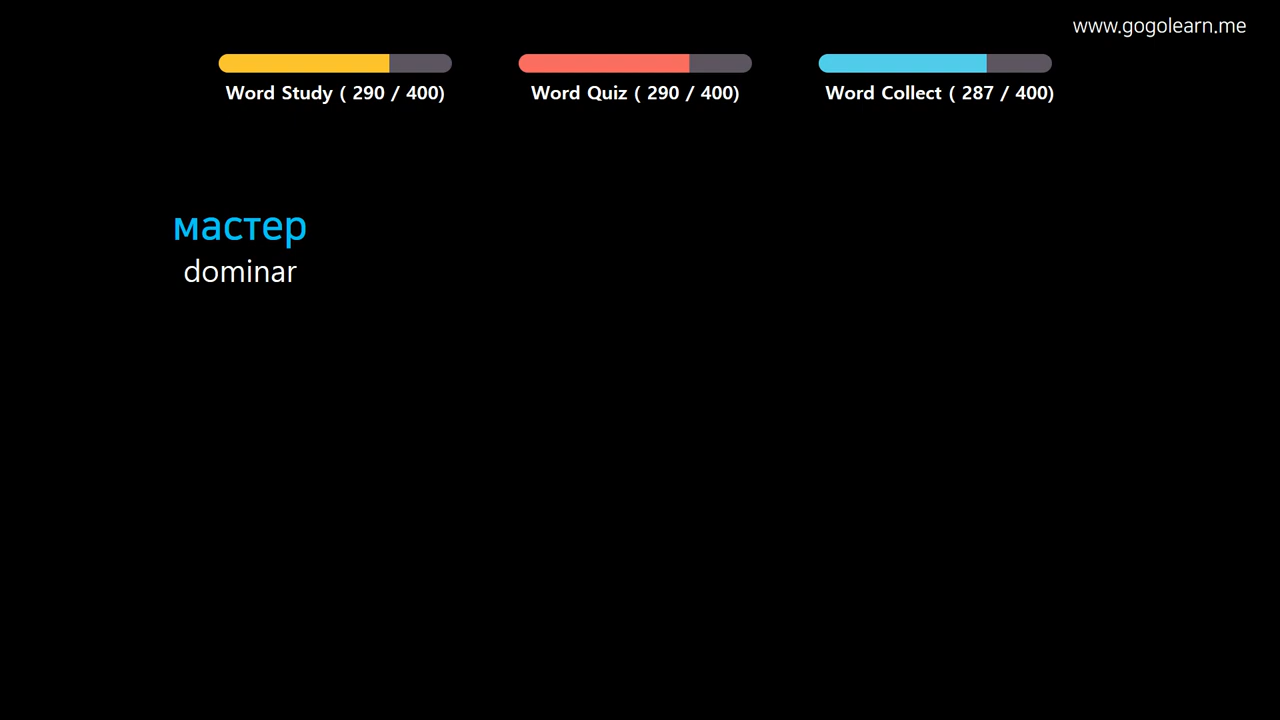 www.gogolearn.me
Word Study ( 290 / 400)
Word Quiz ( 290 / 400)
Word Collect ( 287 / 400)
мастер
dominar